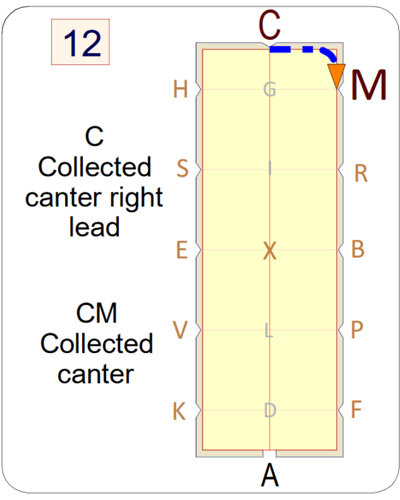 12
C
Collected
canter right
lead
CM
Collected
canter
C
H G M
S I R
E X B
V L P
K D F
A